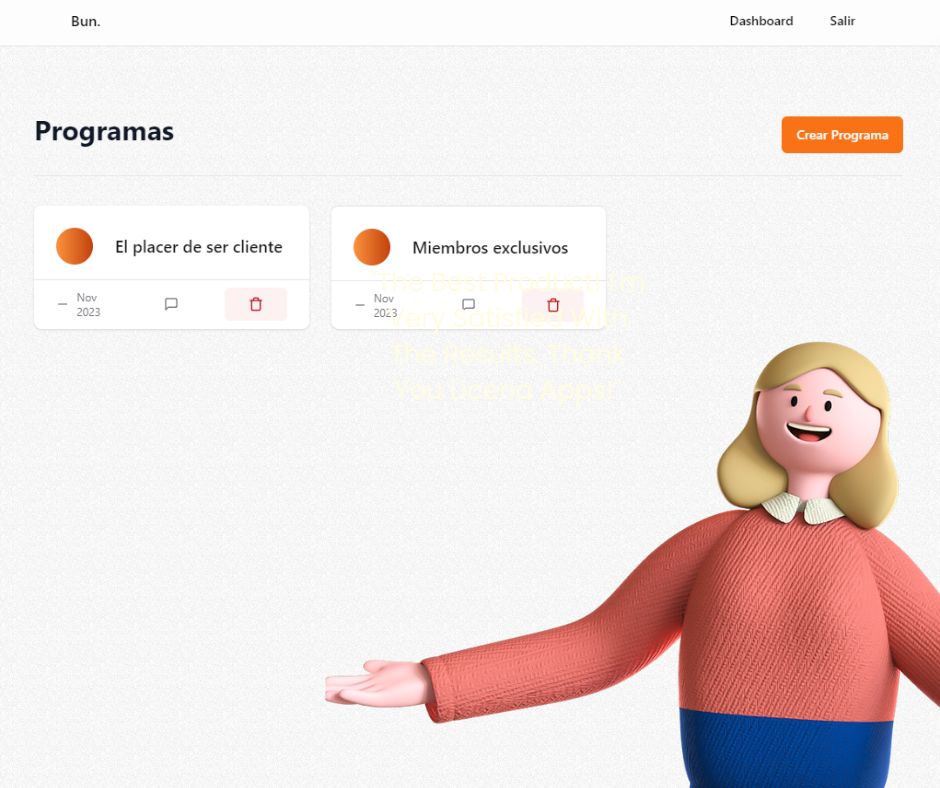 Bun.
Dashboard
Salir
Programas
Crear Programa
El placer de ser cliente
Nov
2023
Miembros exclusivos
Nov
2023
The Best Product! I'm
Very Satisfied With
The Results, Thank
You Liceria Apps!"